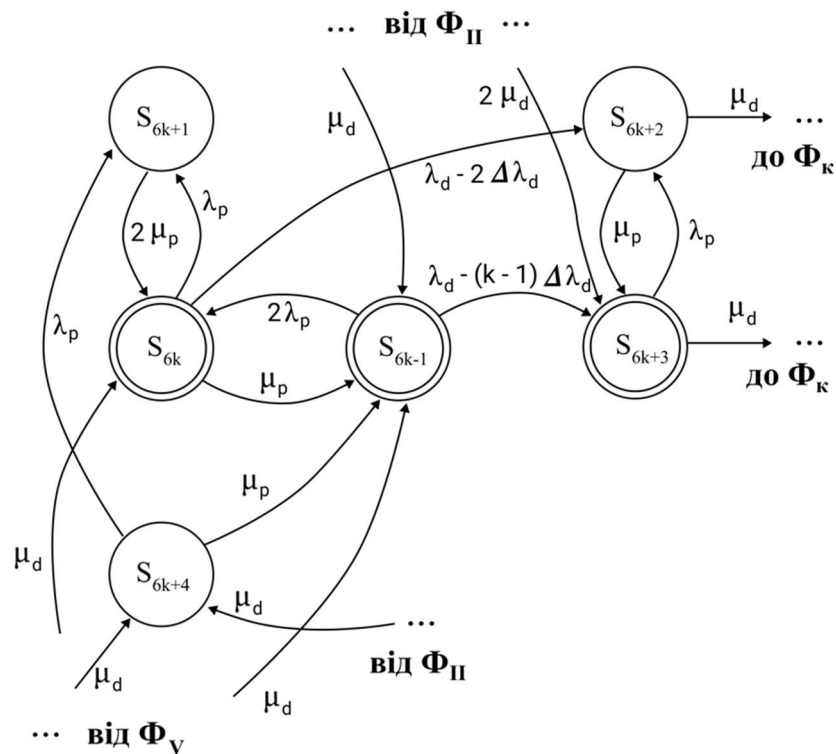 ... від Φ_II ...
S_6k+1
μ_d
2 μ_d
S_6k+2
μ_d
...
до Φ_к
λ_d - 2 Δλ_d
2 μ_p
λ_p
μ_p
λ_p
λ_d - (k - 1) Δλ_d
λ_p
2λ_p
S_6k
S_6k-1
S_6k+3
μ_d
...
до Φ_к
μ_p
μ_p
μ_d
S_6k+4
μ_d
...
від Φ_II
μ_d
μ_d
... від Φ_V